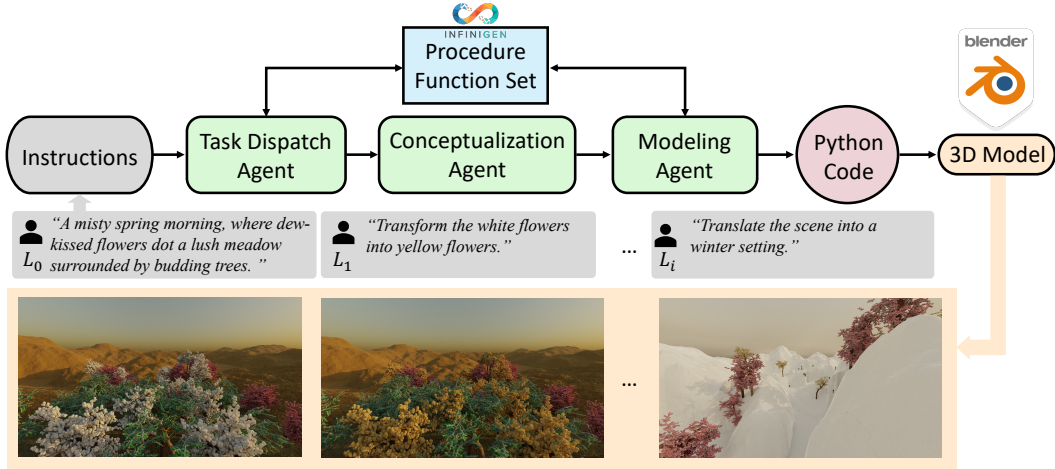 INFINIGEN
Procedure
Function Set
blender
Instructions
Task Dispatch
Agent
Conceptualization
Agent
Modeling
Agent
Python
Code
3D Model
“A misty spring morning, where dew-
kissed flowers dot a lush meadow
surrounded by budding trees. ”
L₀
“Transform the white flowers
into yellow flowers.”
L₁
...
“Translate the scene into a
winter setting.”
Lᵢ
...